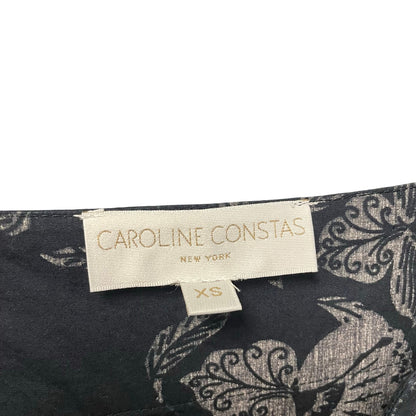 CAROLINE CONSTAS
NEW YORK
XS